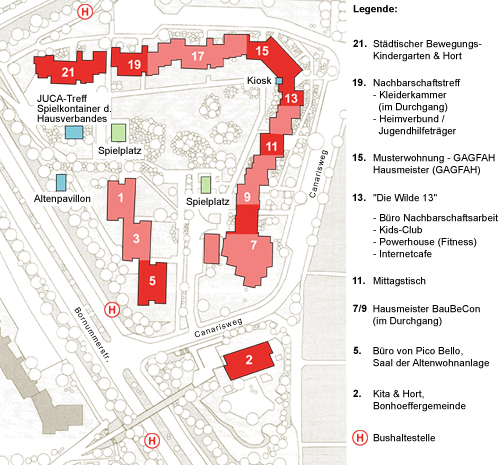 H
21
19
17
15
Kiosk
13
JUCA-Treff
Spielkontainer d.
Hausverbandes
Spielplatz
11
Canarisweg
Altenpavillon
Spielplatz
1
9
3
7
5
H
Bornummerstr.
Canarisweg
2
H
Legende:
21. Städtischer Bewegungs-
Kindergarten & Hort
19. Nachbarschaftstreff
- Kleiderkammer
(im Durchgang)
- Heimverbund /
Jugendhilfeträger
15. Musterwohnung - GAGFAH
Hausmeister (GAGFAH)
13. "Die Wilde 13"
- Büro Nachbarschaftsarbeit
- Kids-Club
- Powerhouse (Fitness)
- Internetcafe
11. Mittagstisch
7/9 Hausmeister BauBeCon
(im Durchgang)
5. Büro von Pico Bello,
Saal der Altenwohnanlage
2. Kita & Hort,
Bonhoeffergemeinde
H Bushaltestelle